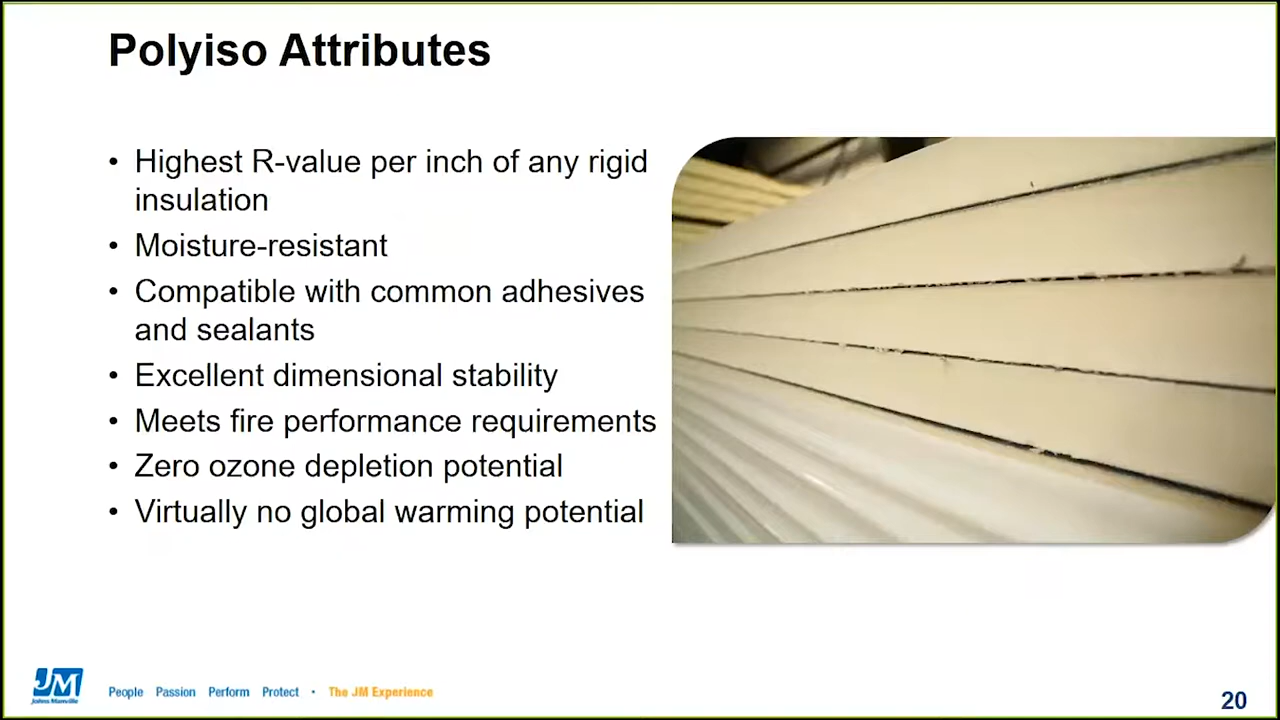 Polyiso Attributes
• Highest R-value per inch of any rigid
insulation
• Moisture-resistant
• Compatible with common adhesives
and sealants
• Excellent dimensional stability
• Meets fire performance requirements
• Zero ozone depletion potential
• Virtually no global warming potential
JM
Johns Manville
People Passion Perform Protect • The JM Experience
20